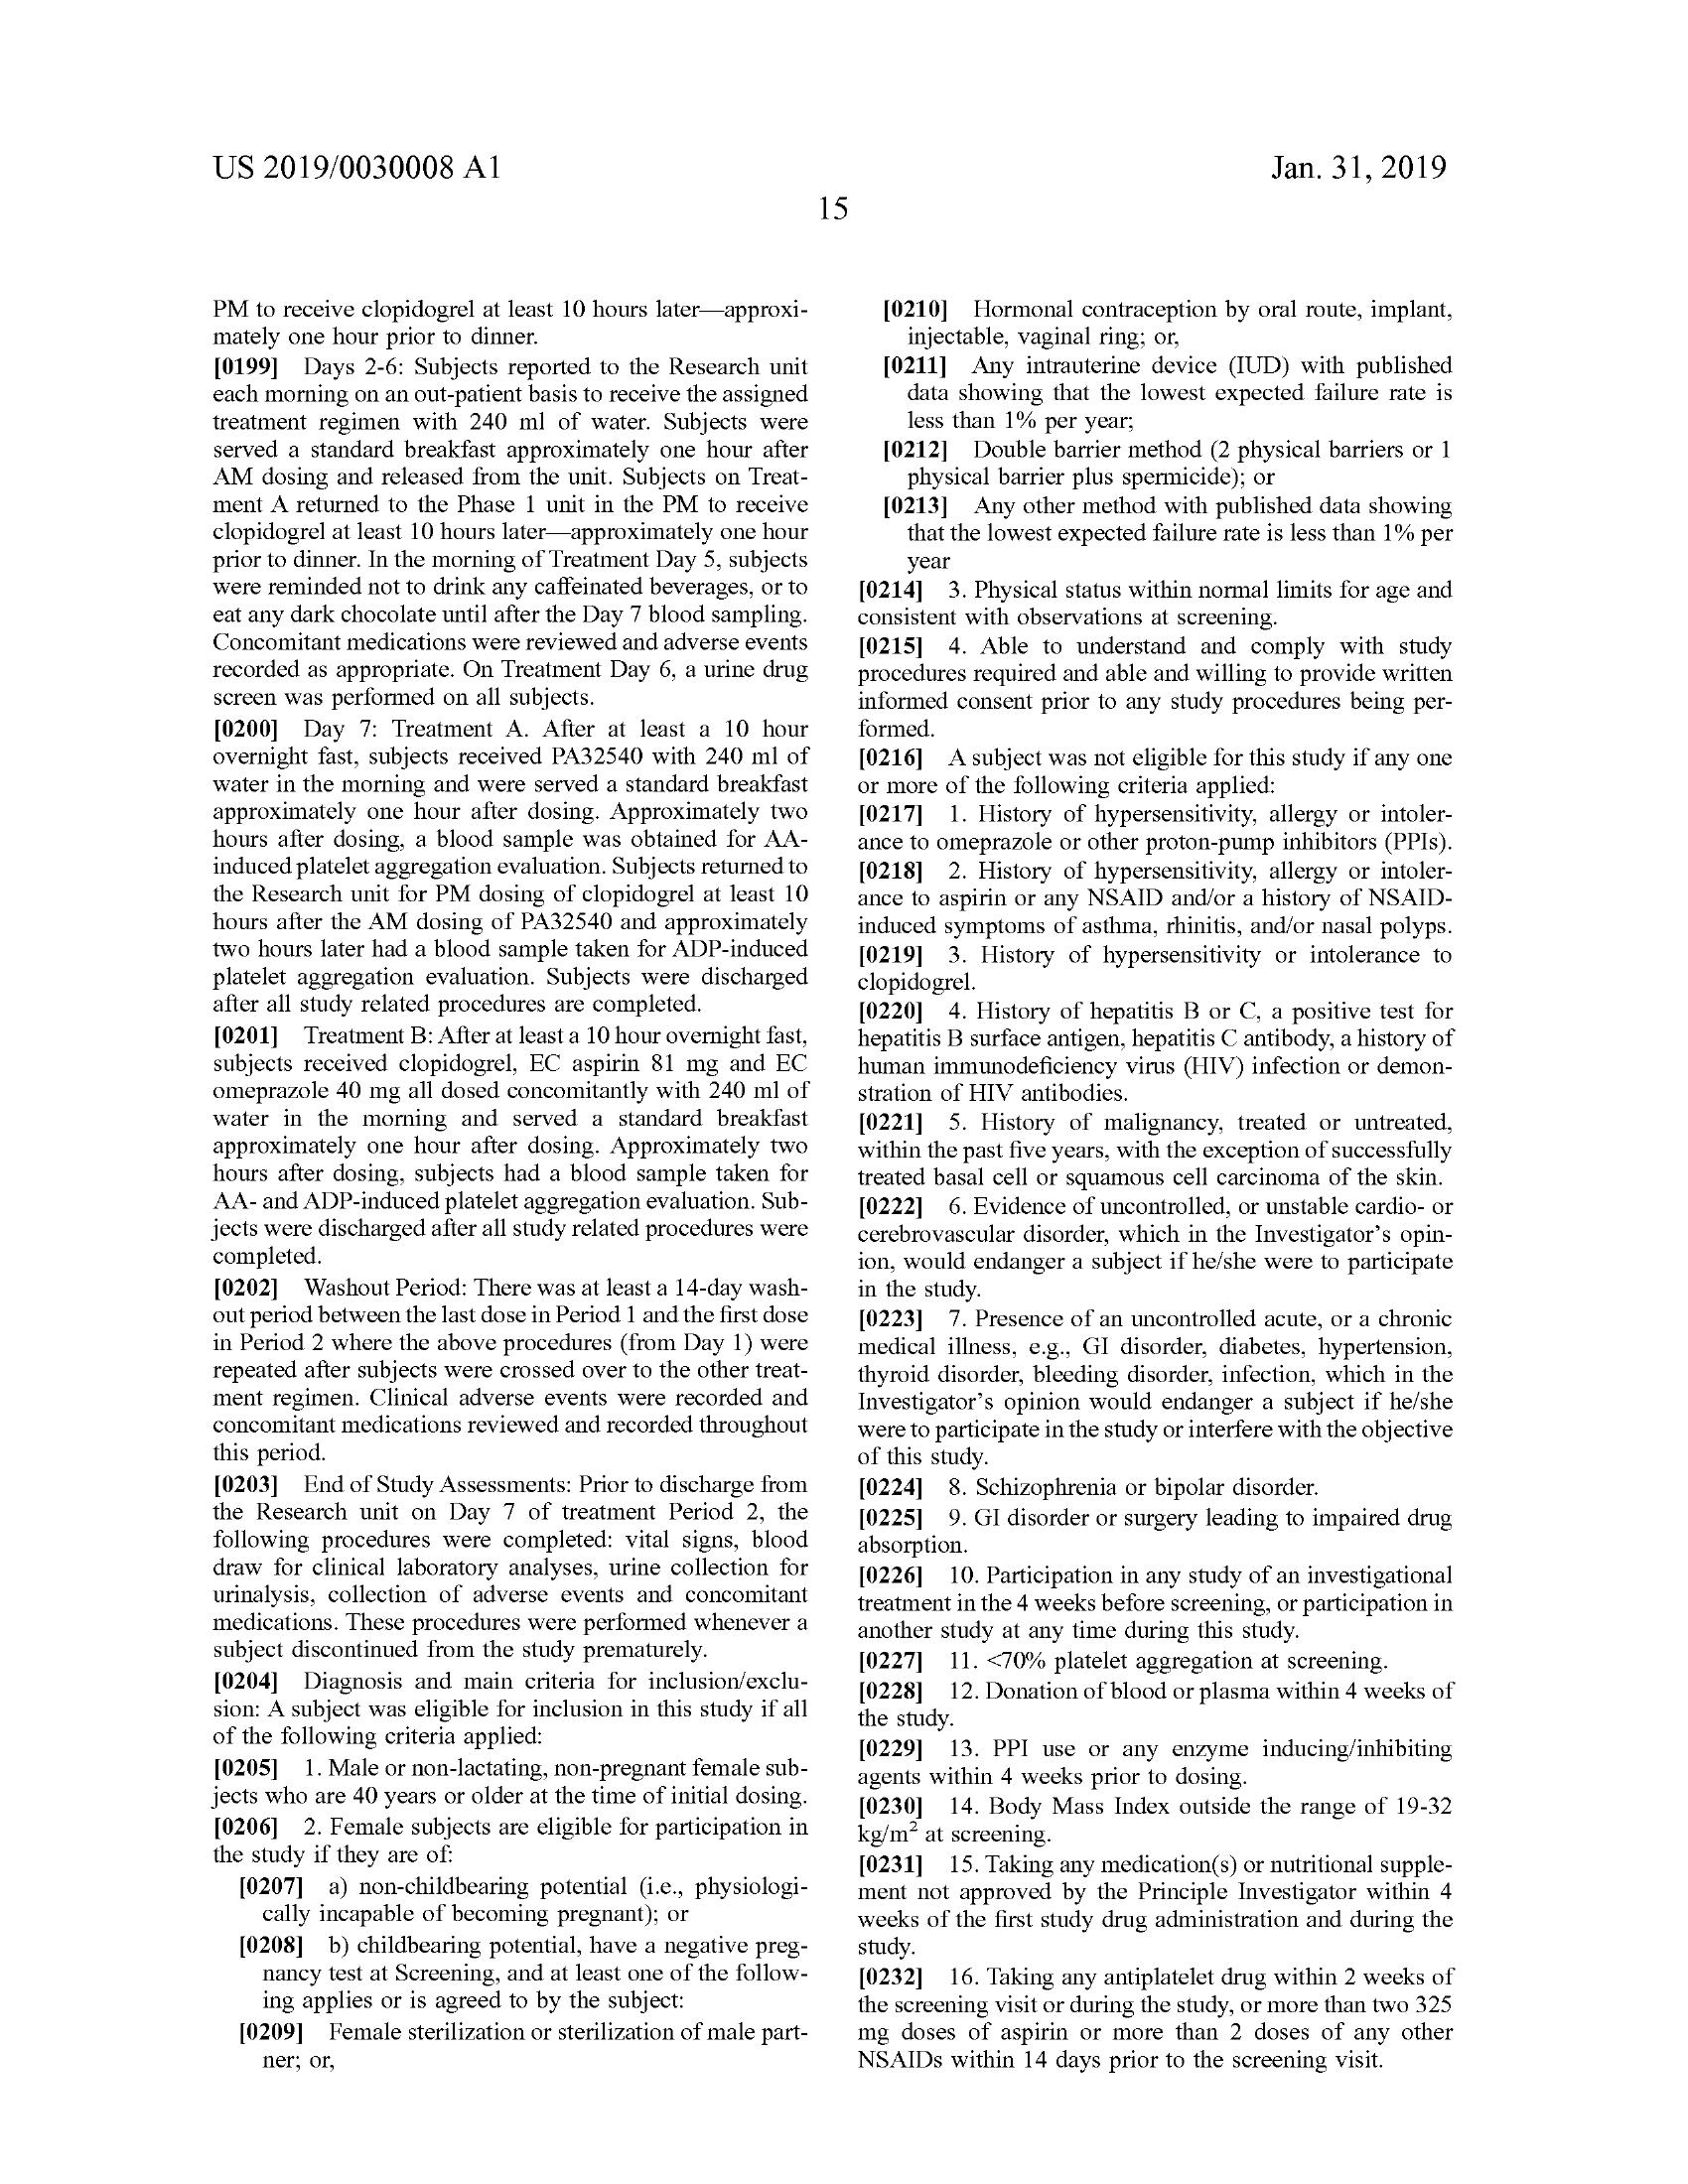 US 2019/0030008 A1
Jan. 31, 2019
15
PM to receive clopidogrel at least 10 hours later—approxi-
mately one hour prior to dinner.
[0199] Days 2-6: Subjects reported to the Research unit
each morning on an out-patient basis to receive the assigned
treatment regimen with 240 ml of water. Subjects were
served a standard breakfast approximately one hour after
AM dosing and released from the unit. Subjects on Treat-
ment A returned to the Phase 1 unit in the PM to receive
clopidogrel at least 10 hours later—approximately one hour
prior to dinner. In the morning of Treatment Day 5, subjects
were reminded not to drink any caffeinated beverages, or to
eat any dark chocolate until after the Day 7 blood sampling.
Concomitant medications were reviewed and adverse events
recorded as appropriate. On Treatment Day 6, a urine drug
screen was performed on all subjects.
[0200] Day 7: Treatment A. After at least a 10 hour
overnight fast, subjects received PA32540 with 240 ml of
water in the morning and were served a standard breakfast
approximately one hour after dosing. Approximately two
hours after dosing, a blood sample was obtained for AA-
induced platelet aggregation evaluation. Subjects returned to
the Research unit for PM dosing of clopidogrel at least 10
hours after the AM dosing of PA32540 and approximately
two hours later had a blood sample taken for ADP-induced
platelet aggregation evaluation. Subjects were discharged
after all study related procedures are completed.
[0201] Treatment B: After at least a 10 hour overnight fast,
subjects received clopidogrel, EC aspirin 81 mg and EC
omeprazole 40 mg all dosed concomitantly with 240 ml of
water in the morning and served a standard breakfast
approximately one hour after dosing. Approximately two
hours after dosing, subjects had a blood sample taken for
AA- and ADP-induced platelet aggregation evaluation. Sub-
jects were discharged after all study related procedures were
completed.
[0202] Washout Period: There was at least a 14-day wash-
out period between the last dose in Period 1 and the first dose
in Period 2 where the above procedures (from Day 1) were
repeated after subjects were crossed over to the other treat-
ment regimen. Clinical adverse events were recorded and
concomitant medications reviewed and recorded throughout
this period.
[0203] End of Study Assessments: Prior to discharge from
the Research unit on Day 7 of treatment Period 2, the
following procedures were completed: vital signs, blood
draw for clinical laboratory analyses, urine collection for
urinalysis, collection of adverse events and concomitant
medications. These procedures were performed whenever a
subject discontinued from the study prematurely.
[0204] Diagnosis and main criteria for inclusion/exclu-
sion: A subject was eligible for inclusion in this study if all
of the following criteria applied:
[0205] 1. Male or non-lactating, non-pregnant female sub-
jects who are 40 years or older at the time of initial dosing.
[0206] 2. Female subjects are eligible for participation in
the study if they are of:
[0207] a) non-childbearing potential (i.e., physiologi-
cally incapable of becoming pregnant); or
[0208] b) childbearing potential, have a negative preg-
nancy test at Screening, and at least one of the follow-
ing applies or is agreed to by the subject:
[0209] Female sterilization or sterilization of male part-
ner; or,
[0210] Hormonal contraception by oral route, implant,
injectable, vaginal ring; or,
[0211] Any intrauterine device (IUD) with published
data showing that the lowest expected failure rate is
less than 1% per year;
[0212] Double barrier method (2 physical barriers or 1
physical barrier plus spermicide); or
[0213] Any other method with published data showing
that the lowest expected failure rate is less than 1% per
year
[0214] 3. Physical status within normal limits for age and
consistent with observations at screening.
[0215] 4. Able to understand and comply with study
procedures required and able and willing to provide written
informed consent prior to any study procedures being per-
formed.
[0216] A subject was not eligible for this study if any one
or more of the following criteria applied:
[0217] 1. History of hypersensitivity, allergy or intoler-
ance to omeprazole or other proton-pump inhibitors (PPIs).
[0218] 2. History of hypersensitivity, allergy or intoler-
ance to aspirin or any NSAID and/or a history of NSAID-
induced symptoms of asthma, rhinitis, and/or nasal polyps.
[0219] 3. History of hypersensitivity or intolerance to
clopidogrel.
[0220] 4. History of hepatitis B or C, a positive test for
hepatitis B surface antigen, hepatitis C antibody, a history of
human immunodeficiency virus (HIV) infection or demon-
stration of HIV antibodies.
[0221] 5. History of malignancy, treated or untreated,
within the past five years, with the exception of successfully
treated basal cell or squamous cell carcinoma of the skin.
[0222] 6. Evidence of uncontrolled, or unstable cardio- or
cerebrovascular disorder, which in the Investigator's opin-
ion, would endanger a subject if he/she were to participate
in the study.
[0223] 7. Presence of an uncontrolled acute, or a chronic
medical illness, e.g., GI disorder, diabetes, hypertension,
thyroid disorder, bleeding disorder, infection, which in the
Investigator's opinion would endanger a subject if he/she
were to participate in the study or interfere with the objective
of this study.
[0224] 8. Schizophrenia or bipolar disorder.
[0225] 9. GI disorder or surgery leading to impaired drug
absorption.
[0226] 10. Participation in any study of an investigational
treatment in the 4 weeks before screening, or participation in
another study at any time during this study.
[0227] 11. <70% platelet aggregation at screening.
[0228] 12. Donation of blood or plasma within 4 weeks of
the study.
[0229] 13. PPI use or any enzyme inducing/inhibiting
agents within 4 weeks prior to dosing.
[0230] 14. Body Mass Index outside the range of 19-32
kg/m² at screening.
[0231] 15. Taking any medication(s) or nutritional supple-
ment not approved by the Principle Investigator within 4
weeks of the first study drug administration and during the
study.
[0232] 16. Taking any antiplatelet drug within 2 weeks of
the screening visit or during the study, or more than two 325
mg doses of aspirin or more than 2 doses of any other
NSAIDs within 14 days prior to the screening visit.